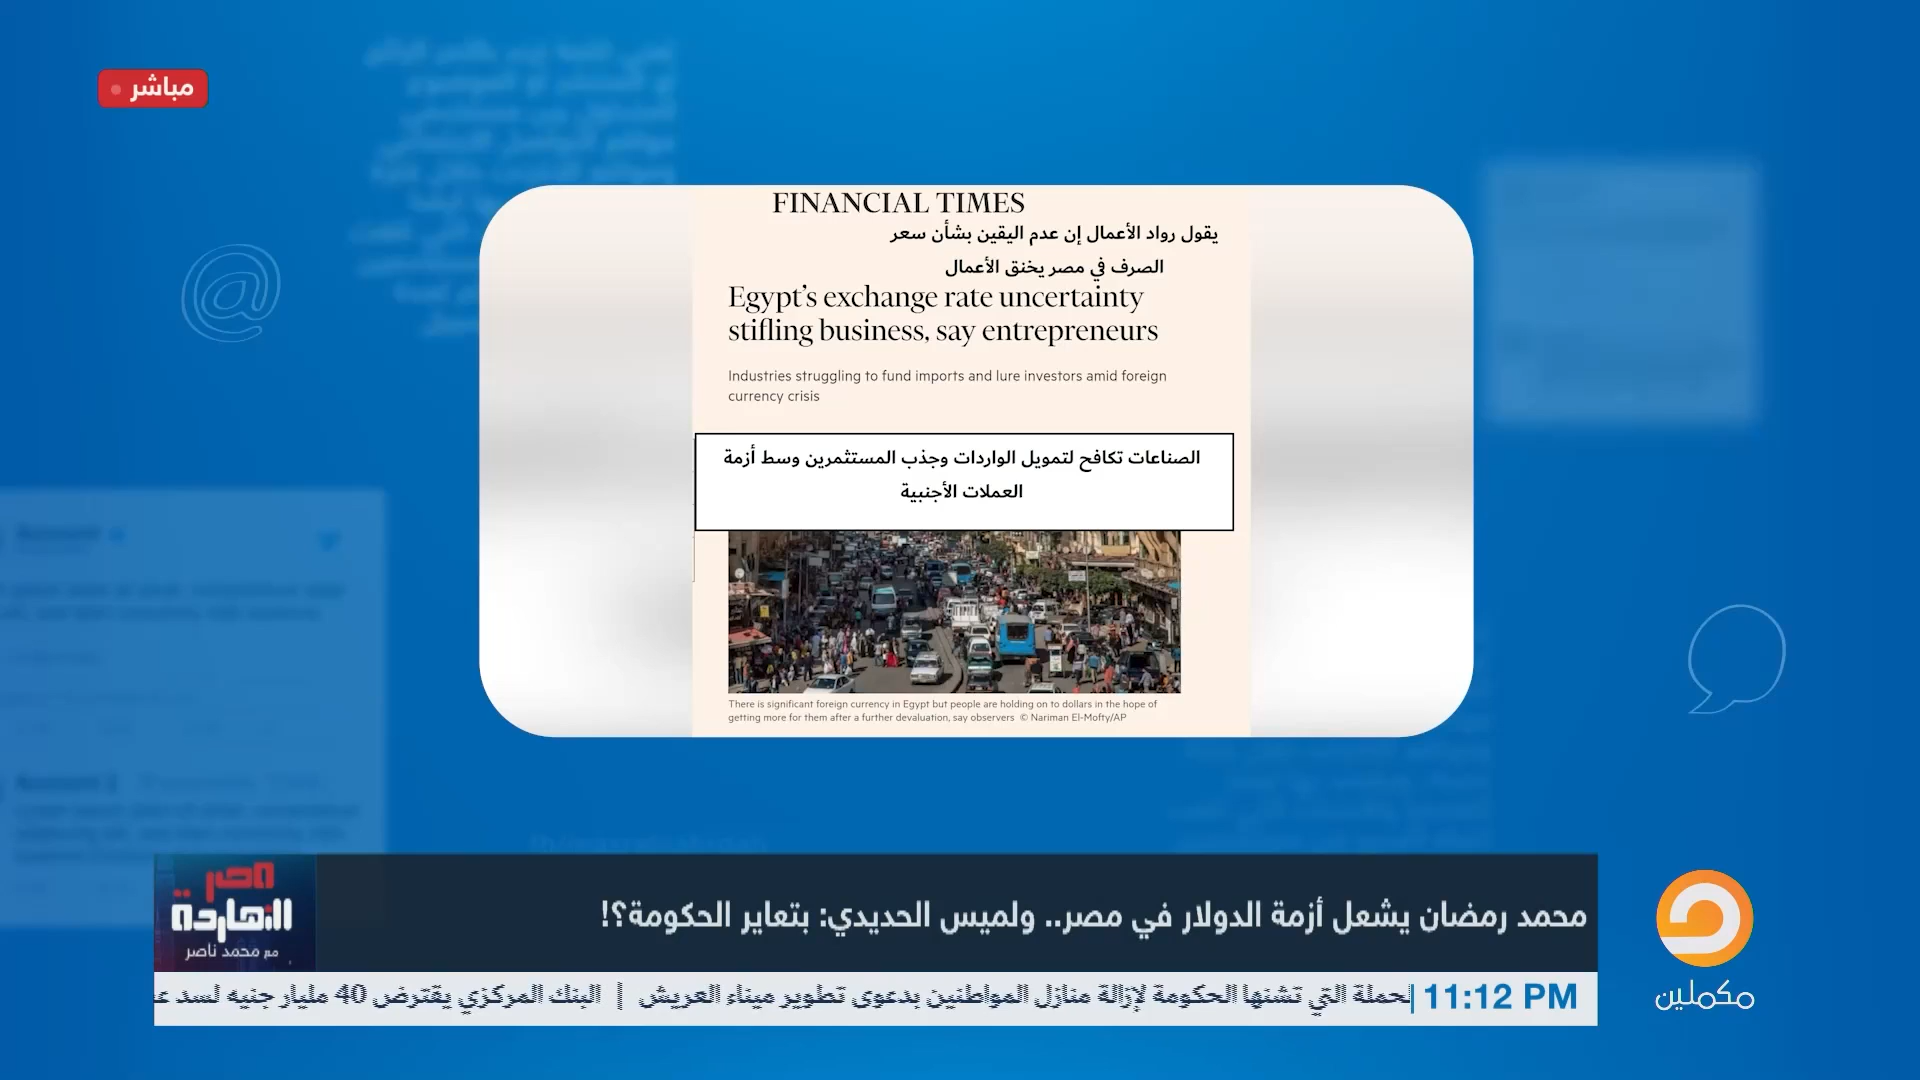 مباشر
FINANCIAL TIMES
يقول رواد الأعمال إن عدم اليقين بشأن سعر
الصرف في مصر يخنق الأعمال
Egypt's exchange rate uncertainty
stifling business, say entrepreneurs
Industries struggling to fund imports and lure investors amid foreign
currency crisis
الصناعات تكافح لتمويل الواردات وجذب المستثمرين وسط أزمة
العملات الأجنبية
There is significant foreign currency in Egypt but people are holding on to dollars in the hope of
getting more for them after a further devaluation, say observers © Nariman El-Mofty/AP
مصر
النهاردة
مع محمد ناصر
محمد رمضان يشعل أزمة الدولار في مصر.. ولميس الحديدي: بتعاير الحكومة؟!
11:12 PM
لحملة التي تشنها الحكومة لإزالة منازل المواطنين بدعوى تطوير ميناء العريش | البنك المركزي يقترض 40 مليار جنيه لسد
مكملين